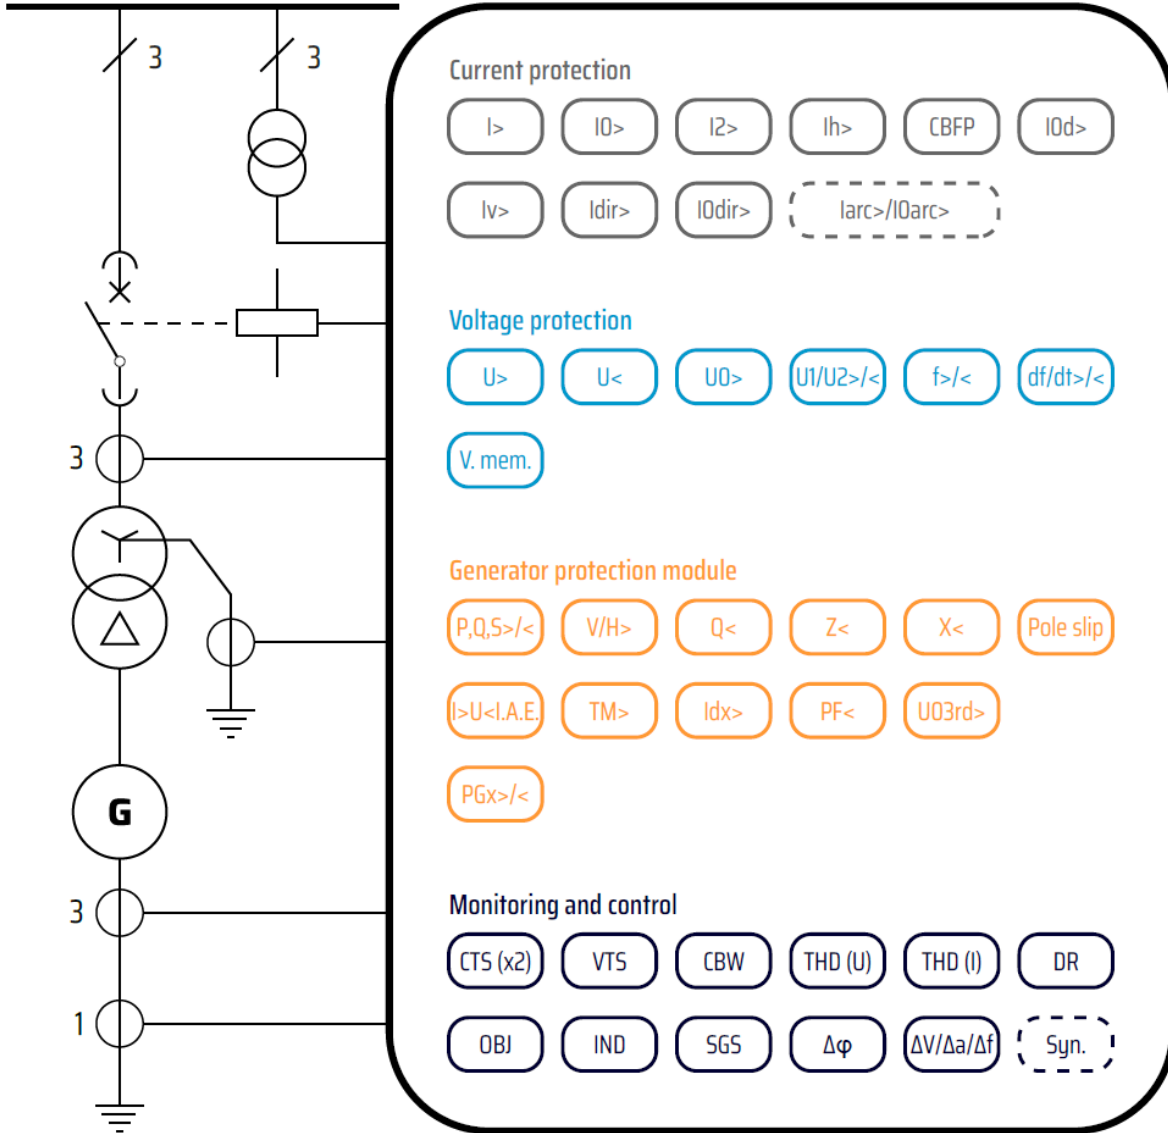 3
3
3
G
3
1
Current protection
I>
I0>
I2>
Ih>
CBFP
I0d>
Iv>
Idir>
I0dir>
Iarc>/I0arc>
Voltage protection
U>
U<
U0>
U1/U2>/<
f>/<
df/dt>/<
V. mem.
Generator protection module
P,Q,S>/<
V/H>
Q<
Z<
X<
Pole slip
I>U<I.A.E.
TM>
Idx>
PF<
U03rd>
PGx>/<
Monitoring and control
CTS (x2)
VTS
CBW
THD (U)
THD (I)
DR
OBJ
IND
SGS
Δφ
ΔV/Δa/Δf
Syn.